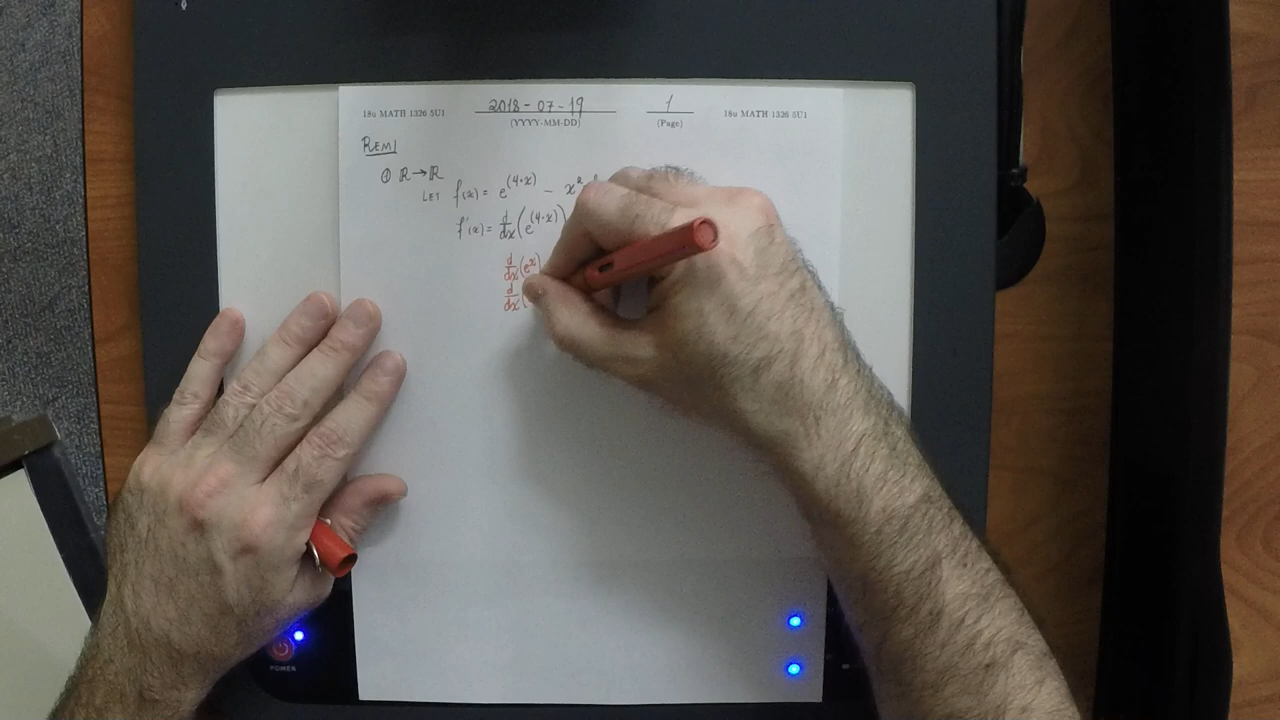 18u MATH 1326 5U1 2018-07-19 1 18u MATH 1326 5U1
(YYYY-MM-DD) (Page)
REM1
① ℝ→ℝ
LET f(x) = e^(4·x) - x²
f'(x) = d/dx(e^(4·x))
d/dx(e^x)
d/dx(
POWER